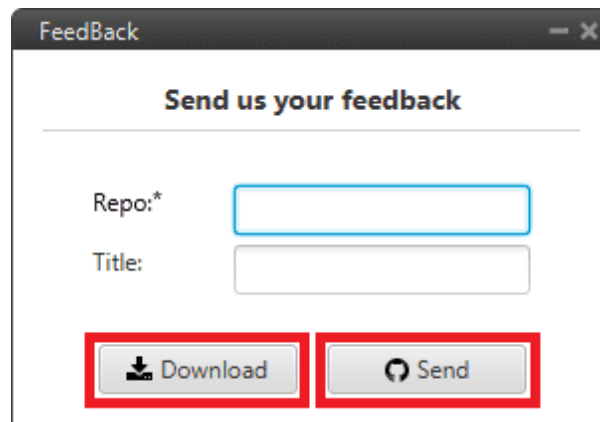 FeedBack
Send us your feedback
Repo:*
Title:
Download Send